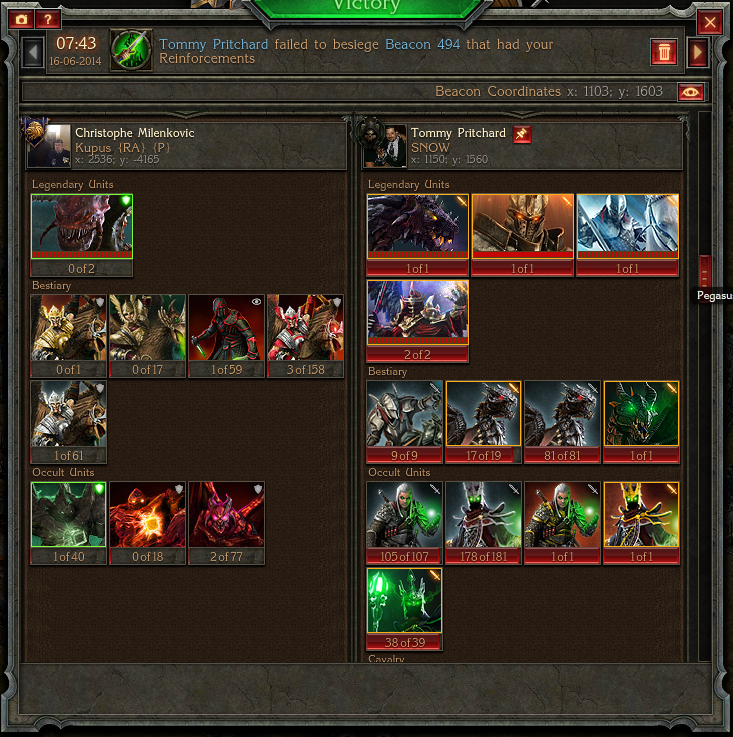 Victory
?
07:43
16-06-2014
Tommy Pritchard failed to besiege Beacon 494 that had your
Reinforcements
Beacon Coordinates x: 1103; y: 1603
Christophe Milenkovic
Kupus {RA} {P}
x: 2536; y: -4165
Legendary Units
0 of 2
Bestiary
0 of 1
0 of 17
1 of 59
3 of 158
1 of 61
Occult Units
1 of 40
0 of 18
2 of 77
Tommy Pritchard
SNOW
x: 1150; y: 1560
Legendary Units
1 of 1
1 of 1
1 of 1
2 of 2
Bestiary
9 of 9
17 of 19
81 of 81
1 of 1
Occult Units
105 of 107
178 of 181
1 of 1
1 of 1
38 of 39
Cavalry
Pegasu